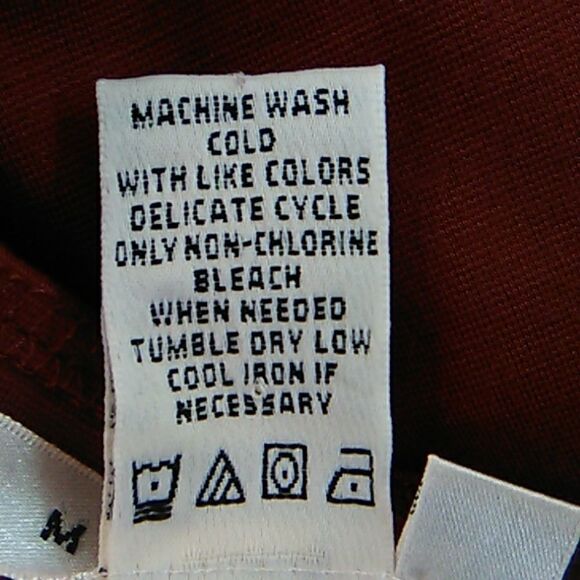 MACHINE WASH
COLD
WITH LIKE COLORS
DELICATE CYCLE
ONLY NON-CHLORINE
BLEACH
WHEN NEEDED
TUMBLE DRY LOW
COOL IRON IF
NECESSARY
M